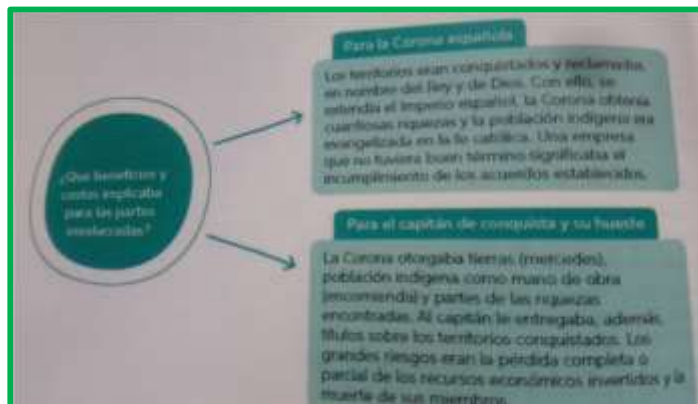 ¿Qué beneficios y
costos implicaba
para las partes
involucradas?
Para la Corona española
Los territorios eran conquistados y reclamados
en nombre del Rey y de Dios. Con ello, se
extendía el Imperio español, la Corona obtenía
cuantiosas riquezas y la población indígena era
evangelizada en la fe católica. Una empresa
que no tuviera buen término significaba el
incumplimiento de los acuerdos establecidos.
Para el capitán de conquista y su hueste
La Corona otorgaba tierras (mercedes),
población indígena como mano de obra
(encomienda) y partes de las riquezas
encontradas. Al capitán le entregaba, además,
títulos sobre los territorios conquistados. Los
grandes riesgos eran la pérdida completa o
parcial de los recursos económicos invertidos y la
muerte de sus miembros.